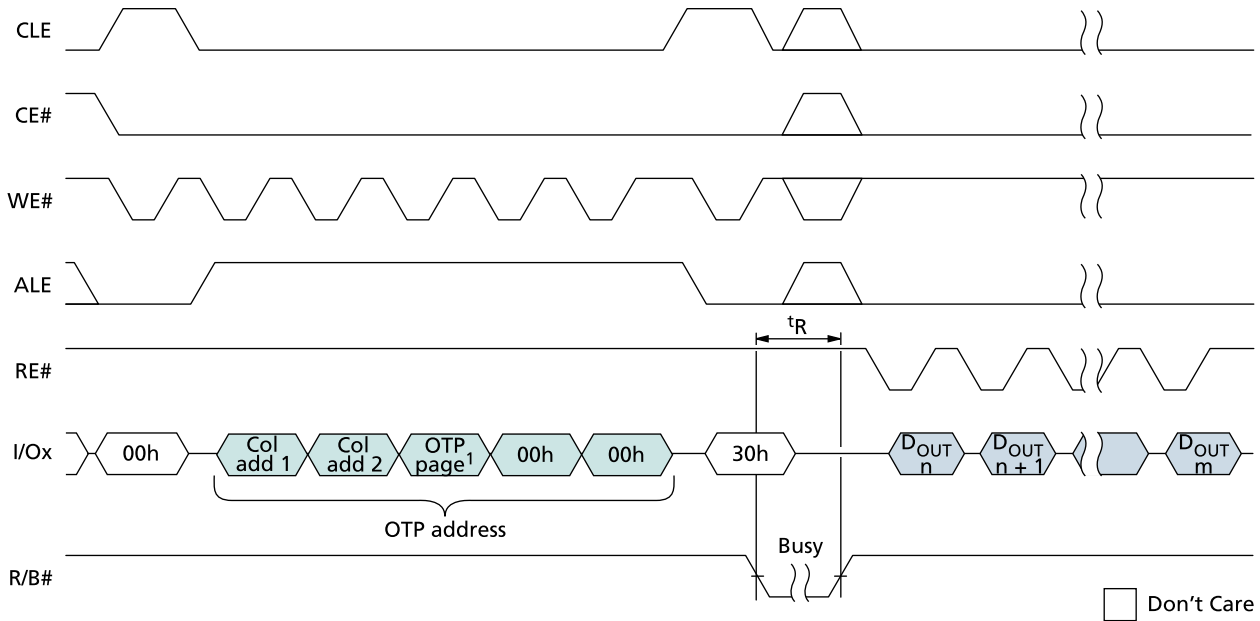 CLE
CE#
WE#
ALE
tR
RE#
I/Ox
00h
Col
add 1
Col
add 2
OTP
page1
00h
00h
30h
DOUT
n
DOUT
n + 1
DOUT
m
OTP address
Busy
R/B#
Don't Care